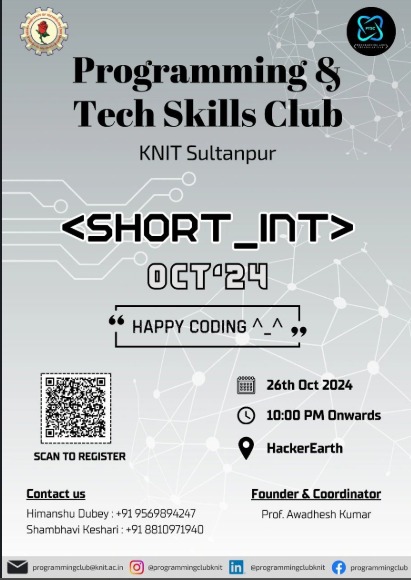 Programming &
Tech Skills Club
KNIT Sultanpur
<SHORT_INT>
OCT'24
“ HAPPY CODING ^_^ ”
26th Oct 2024
10:00 PM Onwards
HackerEarth
SCAN TO REGISTER
Contact us
Himanshu Dubey : +91 9569894247
Shambhavi Keshari : +91 8810971940
Founder & Coordinator
Prof. Awadhesh Kumar
programmingclub@knit.ac.in @programmingclubknit @programmingclubknit programmingclub